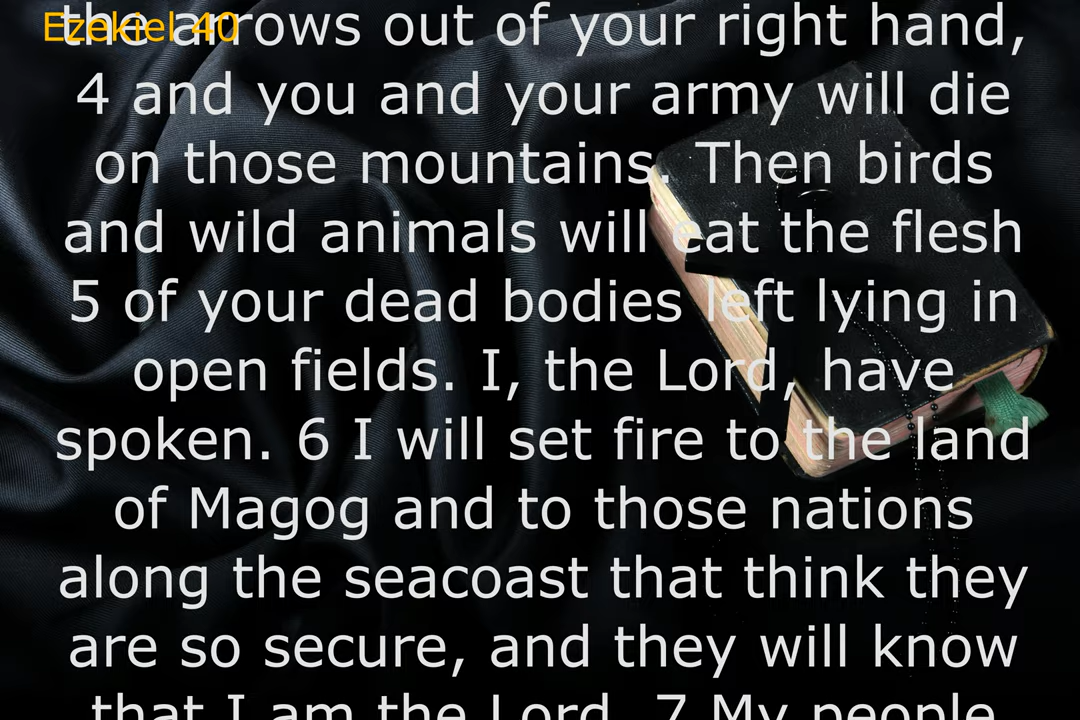 Ezekiel 40
the arrows out of your right hand,
4 and you and your army will die
on those mountains. Then birds
and wild animals will eat the flesh
5 of your dead bodies left lying in
open fields. I, the Lord, have
spoken. 6 I will set fire to the land
of Magog and to those nations
along the seacoast that think they
are so secure, and they will know
that I am the Lord. 7 My people